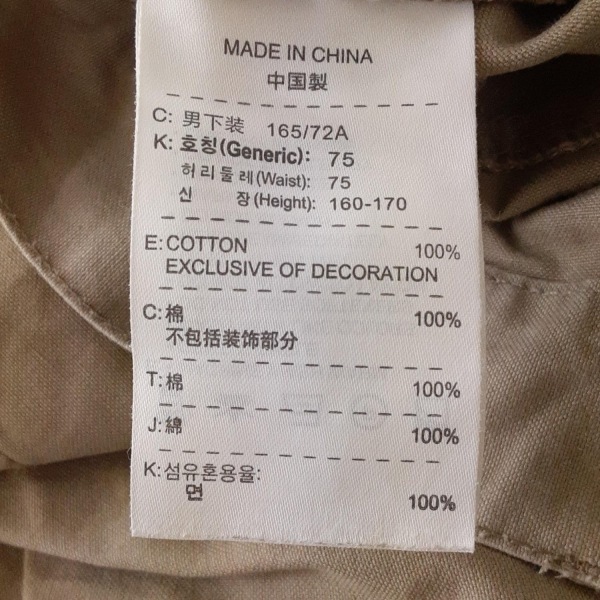 MADE IN CHINA
中国製
C: 男下装 165/72A
K: 호칭(Generic): 75
허리둘레(Waist): 75
신 장(Height): 160-170
E: COTTON 100%
EXCLUSIVE OF DECORATION
C: 棉 100%
不包括装饰部分
T: 棉 100%
J: 綿 100%
K: 섬유혼용율:
면 100%